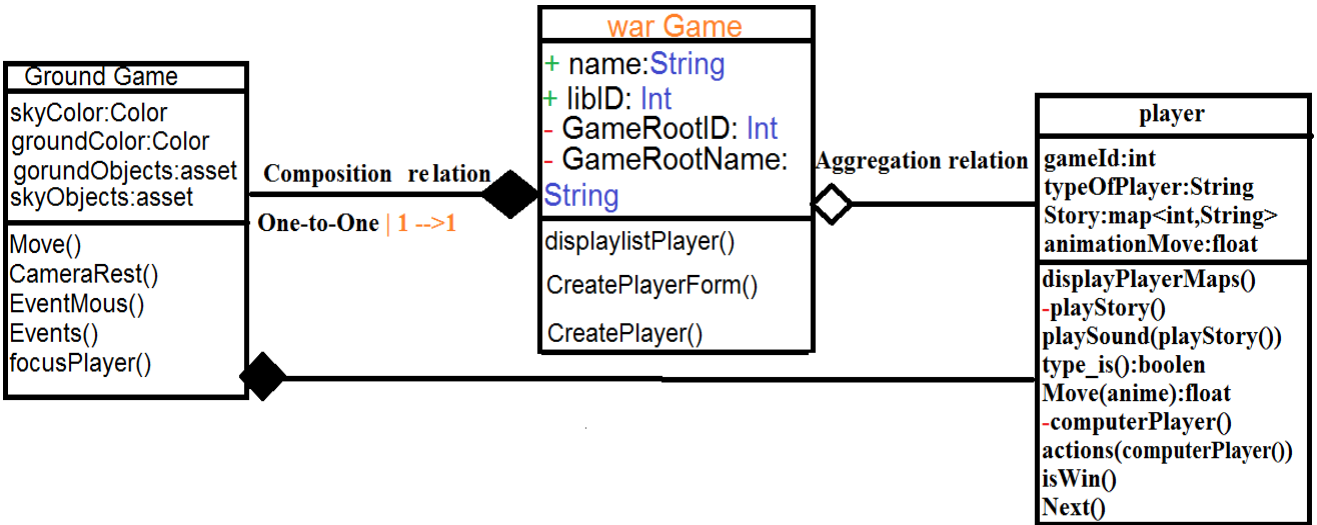 Ground Game
skyColor:Color
groundColor:Color
gorundObjects:asset
skyObjects:asset
Move()
CameraRest()
EventMous()
Events()
focusPlayer()
Composition relation
One-to-One | 1 -->1
war Game
+ name:String
+ libID: Int
- GameRootID: Int
- GameRootName:
String
displaylistPlayer()
CreatePlayerForm()
CreatePlayer()
Aggregation relation
player
gameId:int
typeOfPlayer:String
Story:map<int,String>
animationMove:float
displayPlayerMaps()
-playStory()
playSound(playStory())
type_is():boolen
Move(anime):float
-computerPlayer()
actions(computerPlayer())
isWin()
Next()